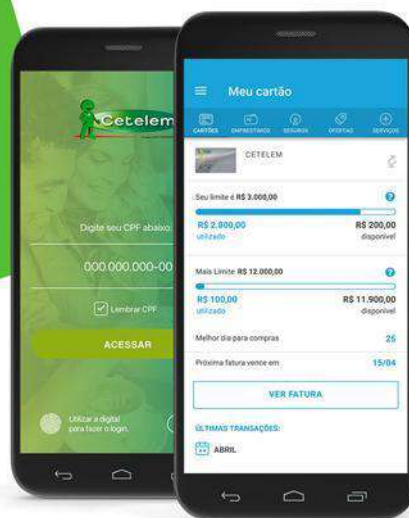 Cetelem
Digite seu CPF abaixo
000.000.000-00
Lembrar CPF
ACESSAR
Utilizar a digital
para fazer o login.
Meu cartão
CARTÕES EMPRÉSTIMOS SEGUROS OFERTAS SERVIÇOS
CETELEM
Seu limite é R$ 3.000,00 ?
R$ 2.800,00 R$ 200,00
utilizado disponível
Mais Limite R$ 12.000,00 ?
R$ 100,00 R$ 11.900,00
utilizado disponível
Melhor dia para compras 25
Próxima fatura vence em 15/04
VER FATURA
ÚLTIMAS TRANSAÇÕES:
ABRIL